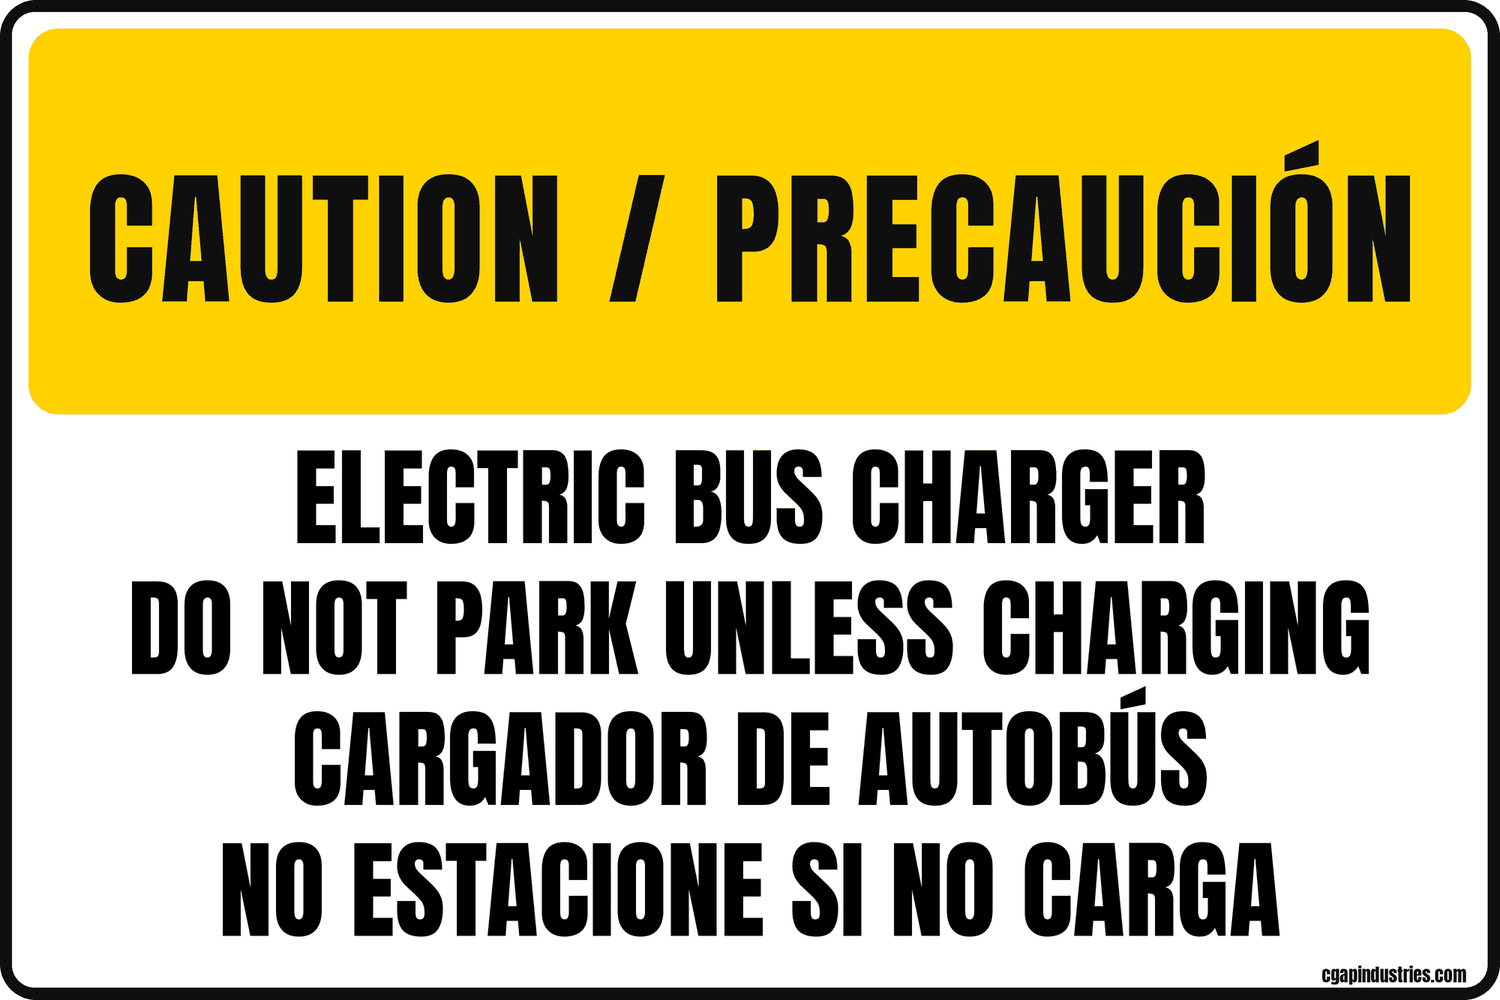 CAUTION / PRECAUCIÓN
ELECTRIC BUS CHARGER
DO NOT PARK UNLESS CHARGING
CARGADOR DE AUTOBÚS
NO ESTACIONE SI NO CARGA
cgapindustries.com